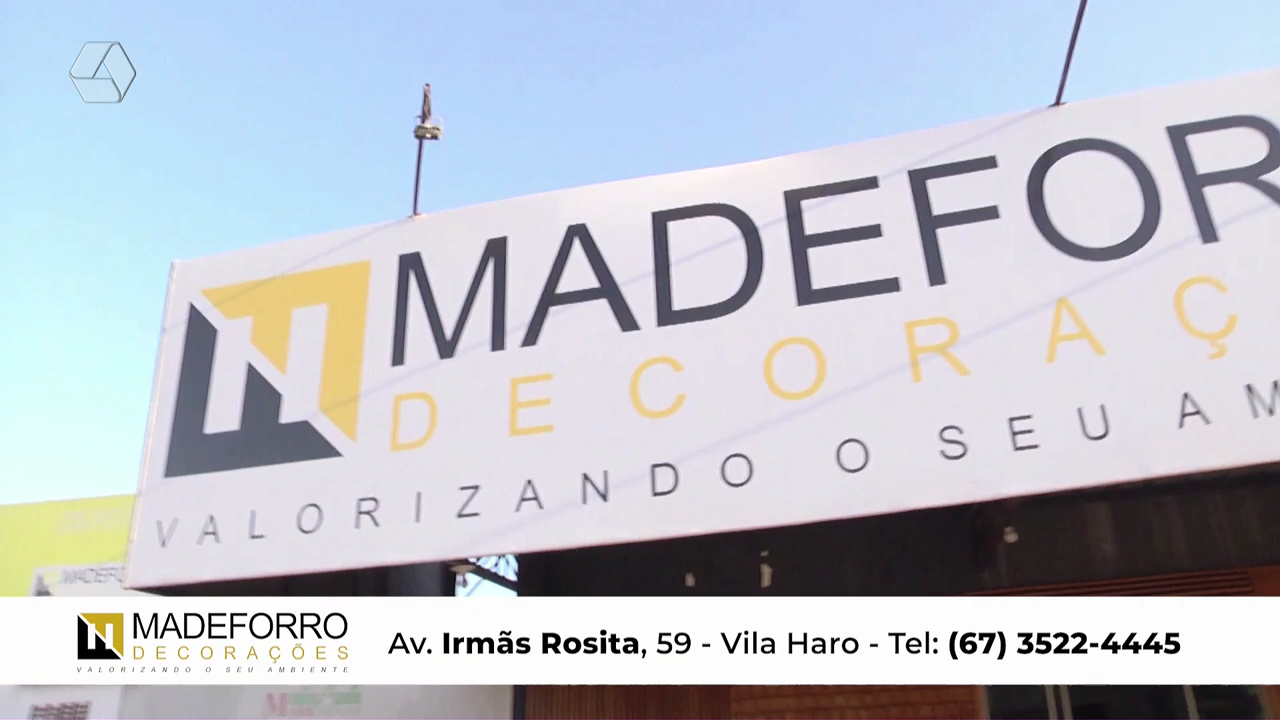 MADEFOR
DECORAÇ
VALORIZANDO O SEU AM
MADEFO
MADEFORRO
DECORAÇÕES
VALORIZANDO O SEU AMBIENTE
Av. Irmãs Rosita, 59 - Vila Haro - Tel: (67) 3522-4445